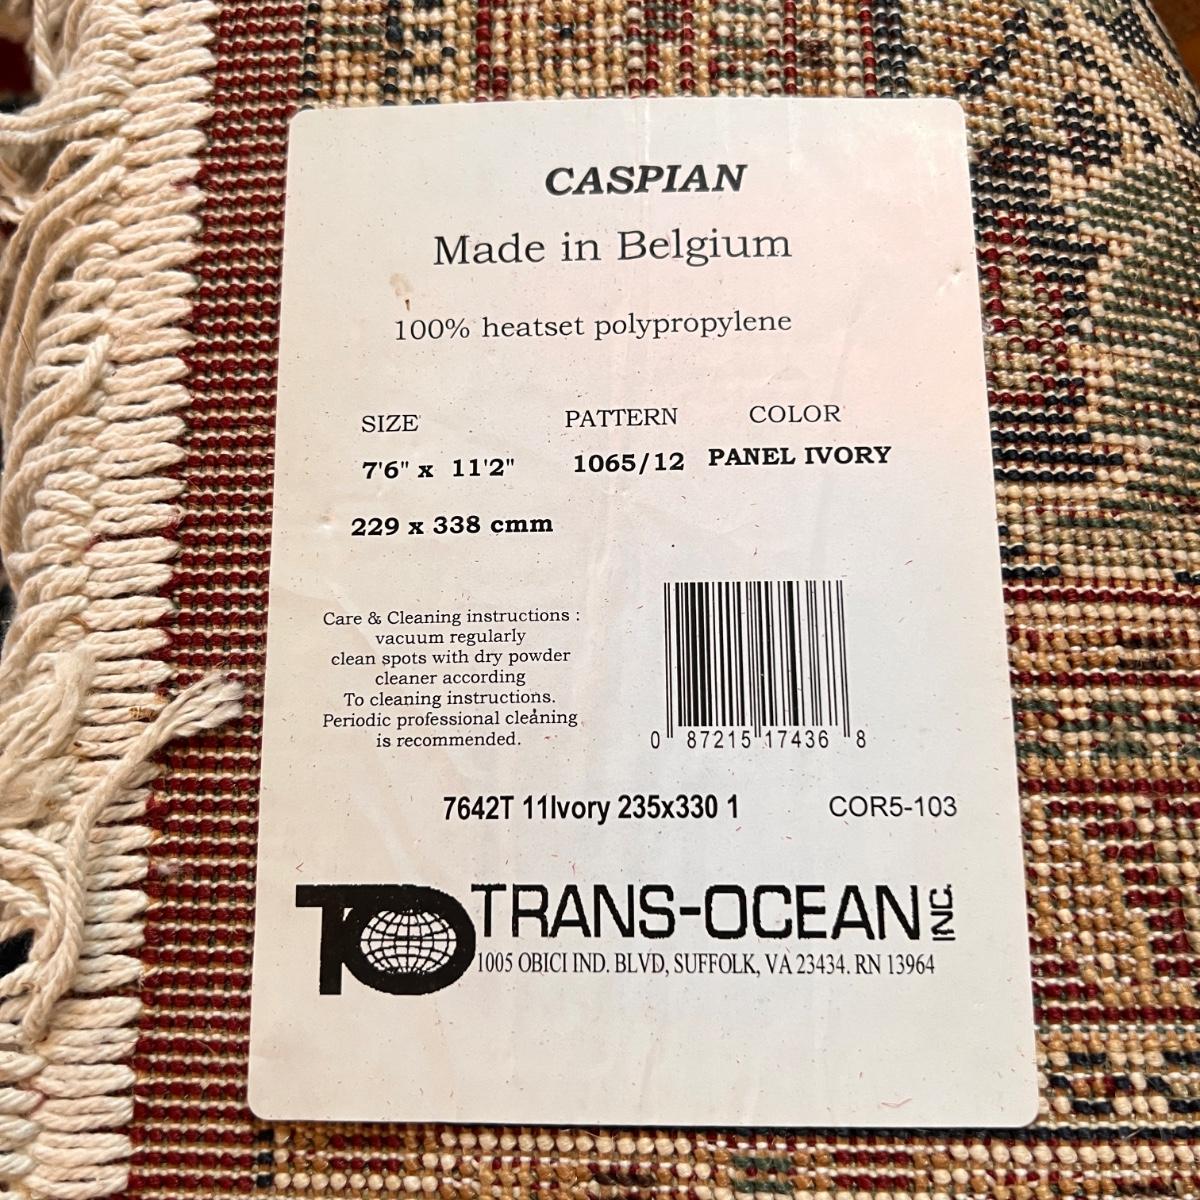 CASPIAN
Made in Belgium
100% heatset polypropylene
SIZE PATTERN COLOR
7'6" x 11'2" 1065/12 PANEL IVORY
229 x 338 cmm
Care & Cleaning instructions :
vacuum regularly
clean spots with dry powder
cleaner according
To cleaning instructions.
Periodic professional cleaning
is recommended.
0 87215 17436 8
7642T 11Ivory 235x330 1 COR5-103
TO TRANS-OCEAN INC.
1005 OBICI IND. BLVD, SUFFOLK, VA 23434. RN 13964